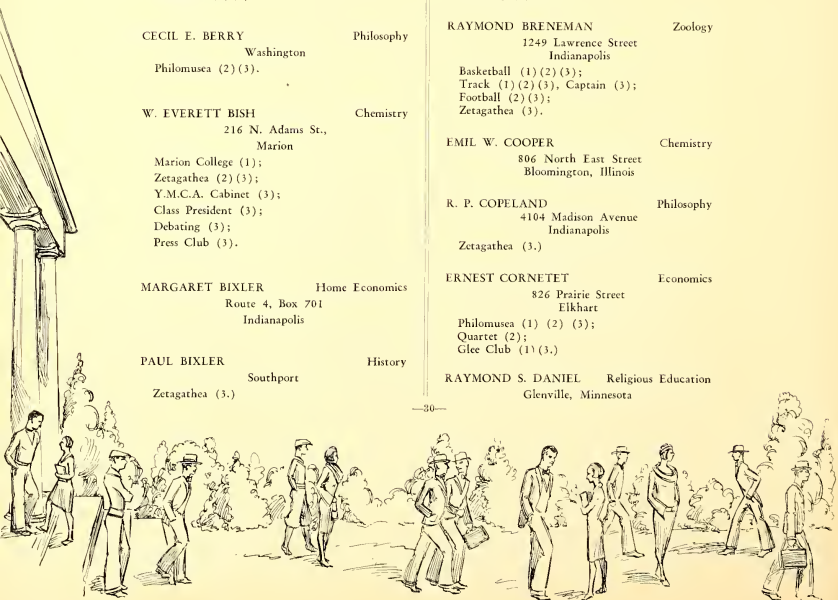 CECIL E. BERRY Philosophy
Washington
Philomusea (2)(3).
W. EVERETT BISH Chemistry
216 N. Adams St.,
Marion
Marion College (1);
Zetagathea (2)(3);
Y.M.C.A. Cabinet (3);
Class President (3);
Debating (3);
Press Club (3).
MARGARET BIXLER Home Economics
Route 4, Box 701
Indianapolis
PAUL BIXLER History
Southport
Zetagathea (3.)
RAYMOND BRENEMAN Zoology
1249 Lawrence Street
Indianapolis
Basketball (1)(2)(3);
Track (1)(2)(3), Captain (3);
Football (2)(3);
Zetagathea (3).
EMIL W. COOPER Chemistry
806 North East Street
Bloomington, Illinois
R. P. COPELAND Philosophy
4104 Madison Avenue
Indianapolis
Zetagathea (3.)
ERNEST CORNETET Economics
826 Prairie Street
Elkhart
Philomusea (1) (2) (3);
Quartet (2);
Glee Club (1)(3.)
RAYMOND S. DANIEL Religious Education
Glenville, Minnesota
—30—